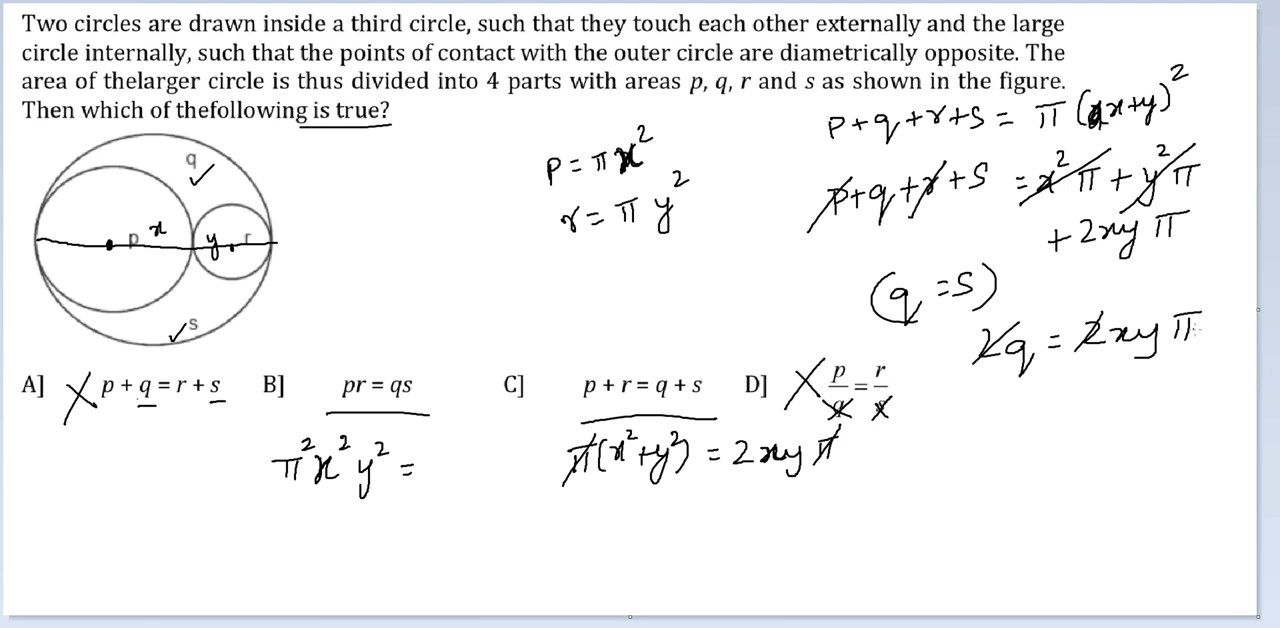 Two circles are drawn inside a third circle, such that they touch each other externally and the large
circle internally, such that the points of contact with the outer circle are diametrically opposite. The
area of thelarger circle is thus divided into 4 parts with areas p, q, r and s as shown in the figure.
Then which of thefollowing is true?
p+q+r+s = π(x+y)²
p = πx²
r = πy²
p+q+r+s = x²π + y²π
+ 2xyπ
q
p x y r
s
(q = s)
2q = 2xyπ
A] p + q = r + s B] pr = qs C] p + r = q + s D] p/q = r/s
π²x²y² =
π(x²+y²) = 2xyπ